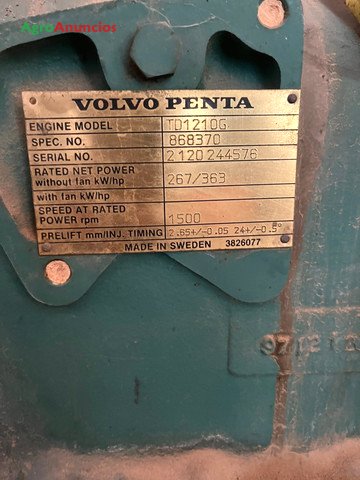 AgroAnuncios
VOLVO PENTA
ENGINE MODEL TD1210G
SPEC. NO. 868370
SERIAL NO. 2120244576
RATED NET POWER
without fan kW/hp 267/363
with fan kW/hp
SPEED AT RATED
POWER rpm 1500
PRELIFT mm/INJ. TIMING 2.65+/-0.05 24+/-0.5°
MADE IN SWEDEN 3826077